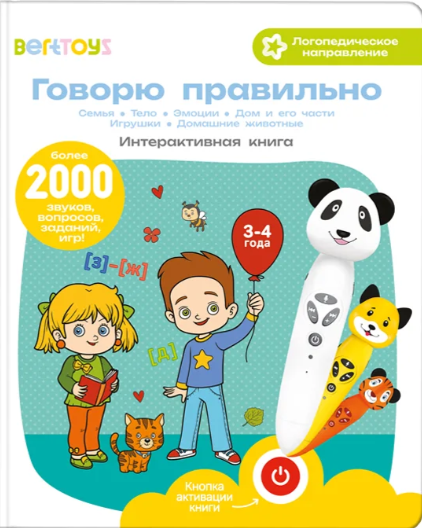 BertToys
Логопедическое
направление
Говорю правильно
Семья • Тело • Эмоции • Дом и его части
Игрушки • Домашние животные
Интерактивная книга
более
2000
звуков,
вопросов,
заданий,
игр!
3-4
года
[з]-[ж]
[д]
Кнопка
активации
книги